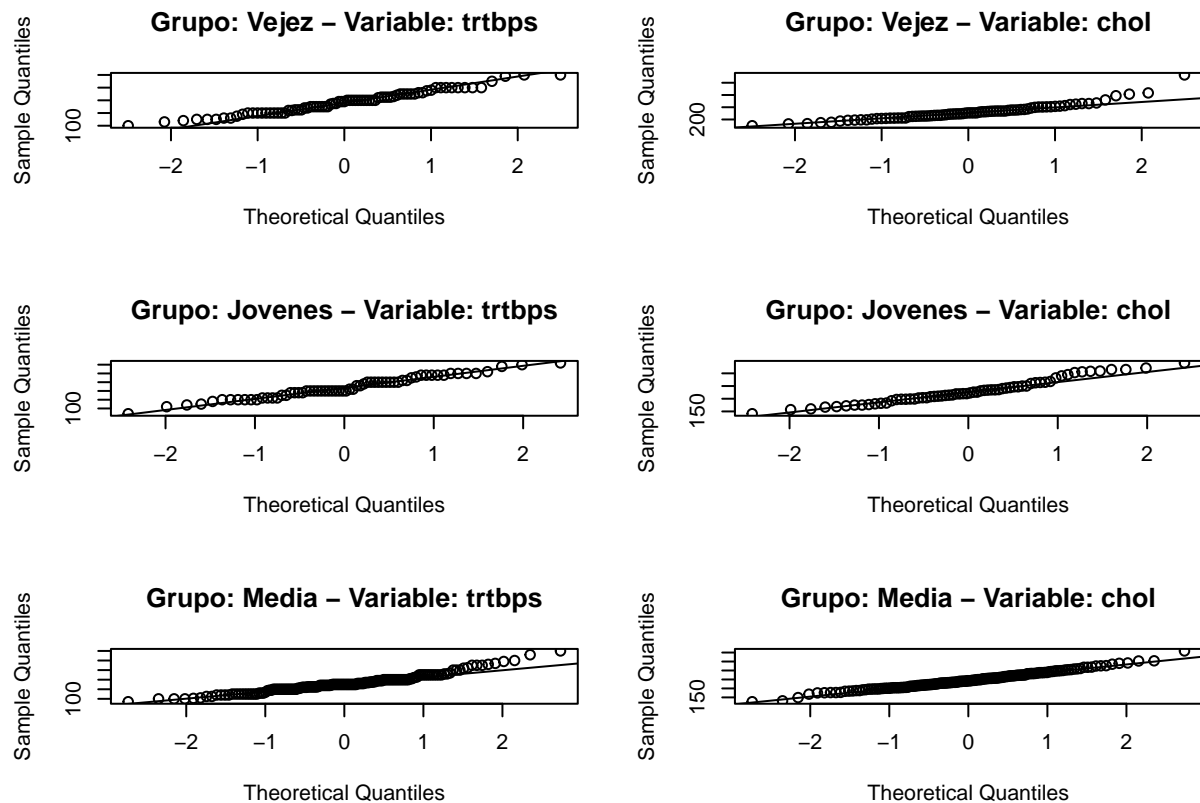 Grupo: Vejez – Variable: trtbps
Sample Quantiles
100
−2 −1 0 1 2
Theoretical Quantiles
Grupo: Vejez – Variable: chol
Sample Quantiles
200
−2 −1 0 1 2
Theoretical Quantiles
Grupo: Jovenes – Variable: trtbps
Sample Quantiles
100
−2 −1 0 1 2
Theoretical Quantiles
Grupo: Jovenes – Variable: chol
Sample Quantiles
150
−2 −1 0 1 2
Theoretical Quantiles
Grupo: Media – Variable: trtbps
Sample Quantiles
100
−2 −1 0 1 2
Theoretical Quantiles
Grupo: Media – Variable: chol
Sample Quantiles
150
−2 −1 0 1 2
Theoretical Quantiles